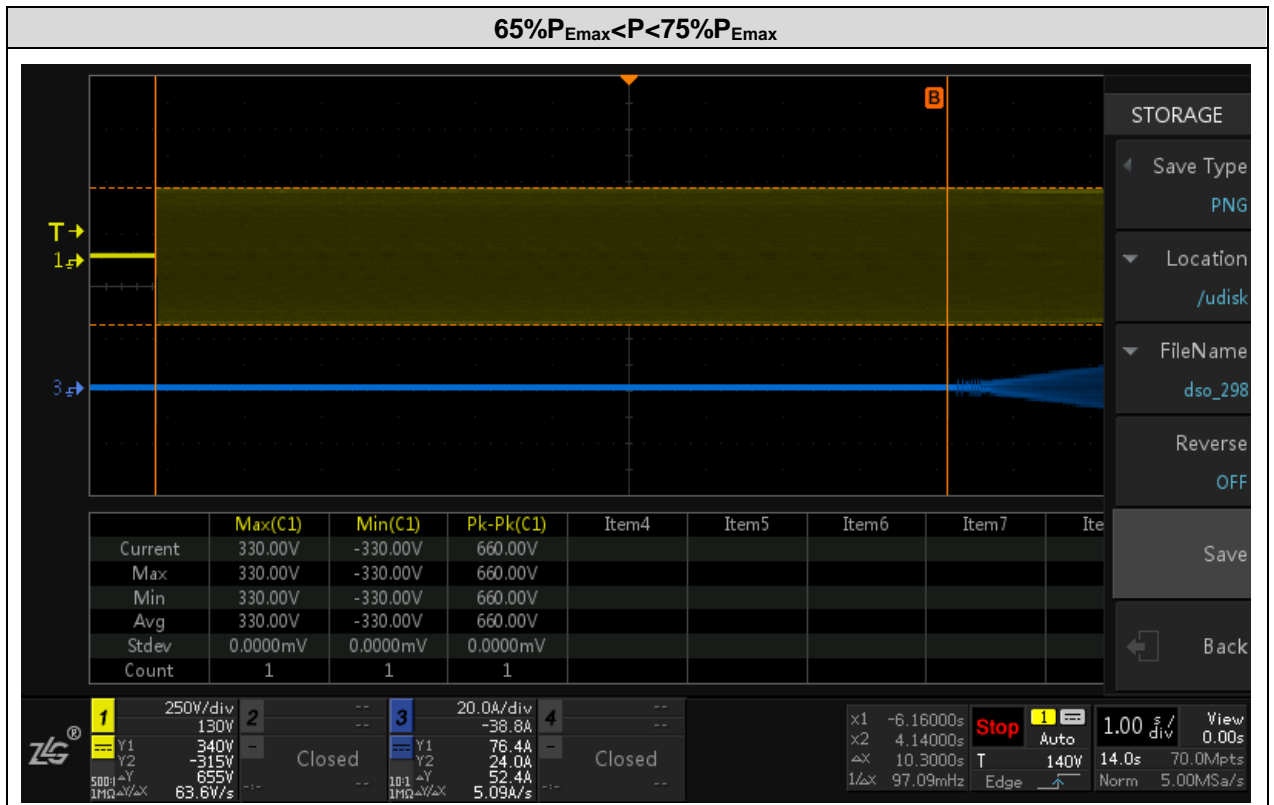 65%PEmax<P<75%PEmax
B
STORAGE
Save Type
PNG
T
1
Location
/udisk
FileName
3
dso_298
Reverse
OFF
Max(C1) Min(C1) Pk-Pk(C1) Item4 Item5 Item6 Item7 Ite
Current 330.00V -330.00V 660.00V
Max 330.00V -330.00V 660.00V
Min 330.00V -330.00V 660.00V
Avg 330.00V -330.00V 660.00V
Stdev 0.0000mV 0.0000mV 0.0000mV
Count 1 1 1
Save
Back
ZLG®
1 250V/div
130V
Y1 340V
Y2 -315V
500:1 △Y 655V
1MΩ △Y/△X 63.6V/s
2 --
--
-- Closed
-:-
3 20.0A/div
-38.8A
Y1 76.4A
Y2 24.0A
10:1 △Y 52.4A
1MΩ △Y/△X 5.09A/s
4 --
--
-- Closed
-:-
x1 -6.16000s
x2 4.14000s
△X 10.3000s
1/△X 97.09mHz
Stop 1
Auto
T 140V
Edge
1.00 s/div View 0.00s
14.0s 70.0Mpts
Norm 5.00MSa/s